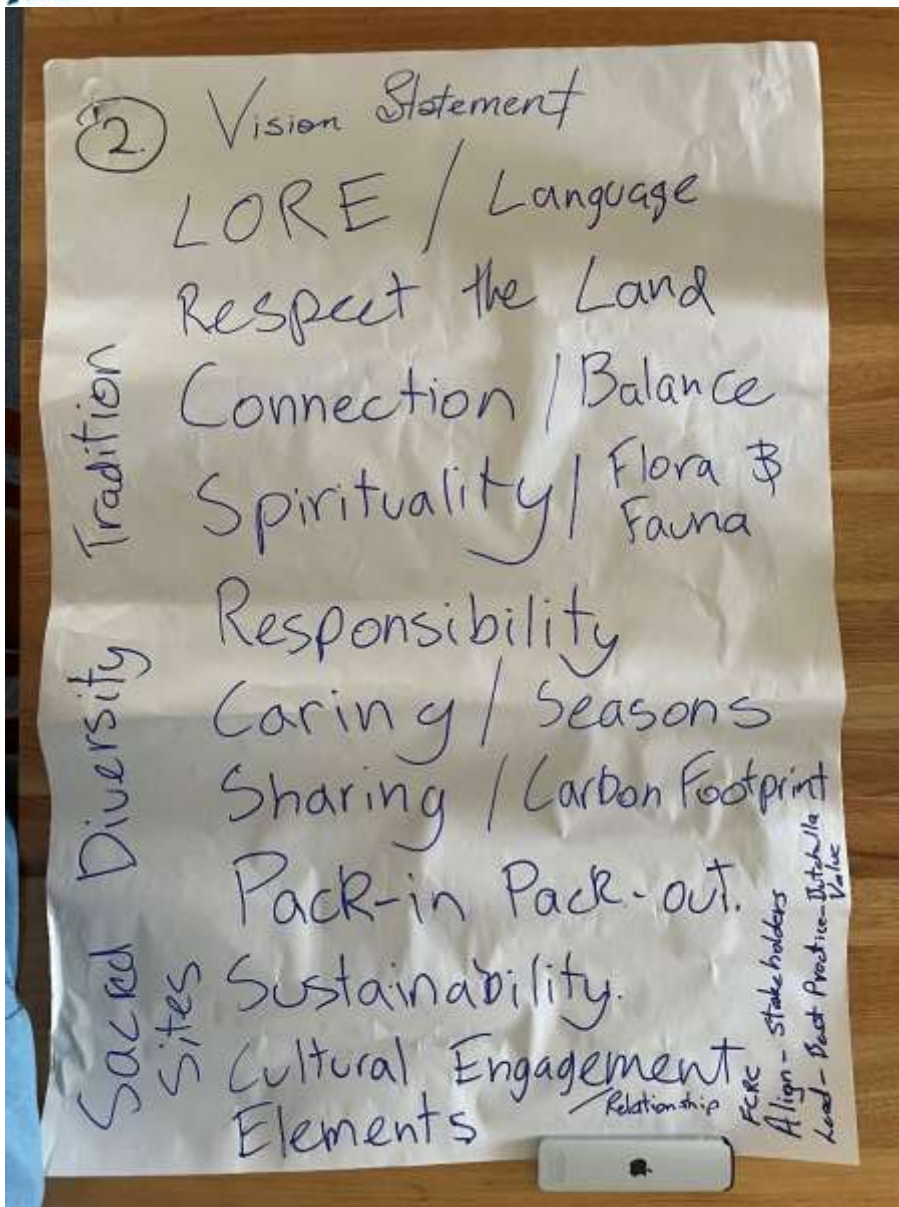 2. Vision Statement
LORE / Language
Respect the Land
Connection / Balance
Spirituality / Flora &
Fauna
Responsibility
Caring / Seasons
Sharing / Carbon Footprint
Pack-in Pack-out.
Sustainability.
Cultural Engagement
/Relationship
Elements
Tradition
Diversity
Sacred
Sites
FCRC
Align - Stakeholders
Lead - Best Practice - Butchulla
Value